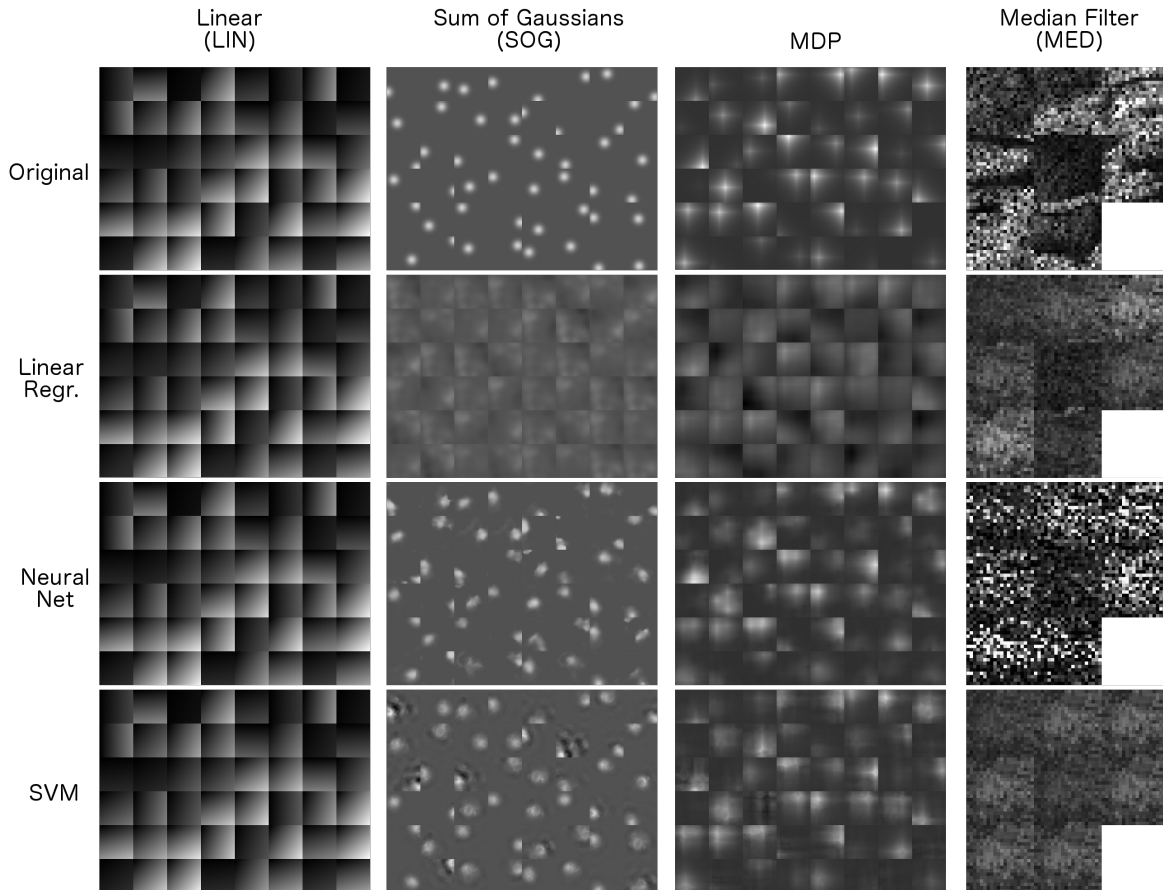 Linear
(LIN)
Sum of Gaussians
(SOG)
MDP
Median Filter
(MED)
Original
Linear
Regr.
Neural
Net
SVM